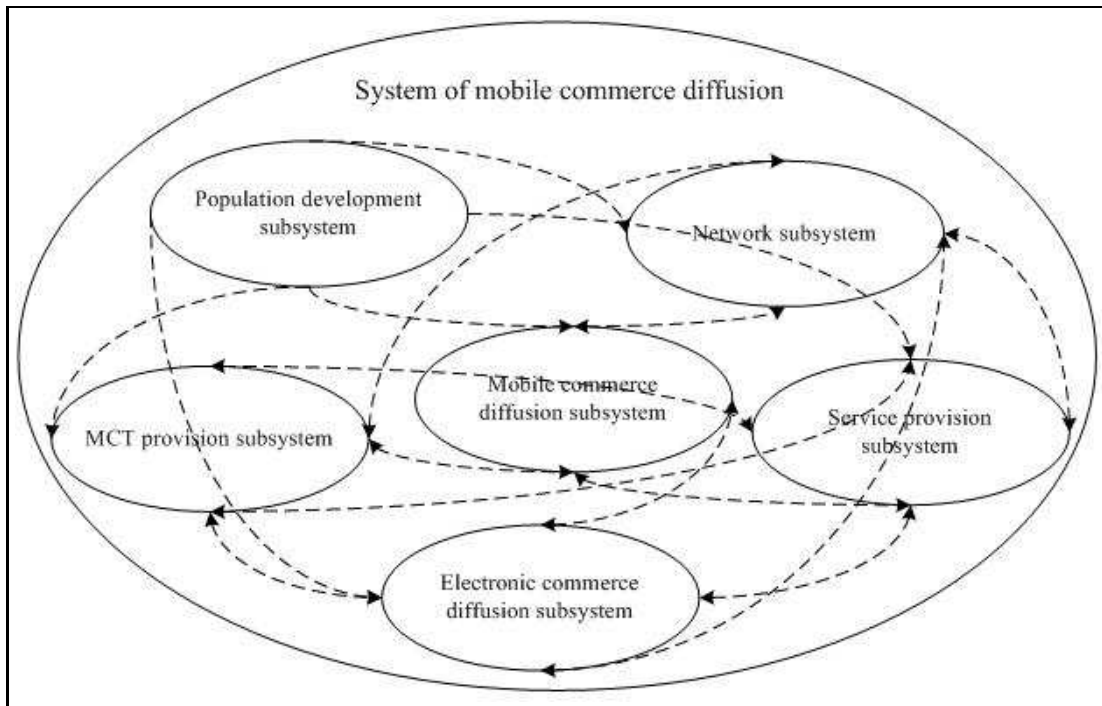 System of mobile commerce diffusion
Population development
subsystem
Network subsystem
Mobile commerce
diffusion subsystem
MCT provision subsystem
Service provision
subsystem
Electronic commerce
diffusion subsystem